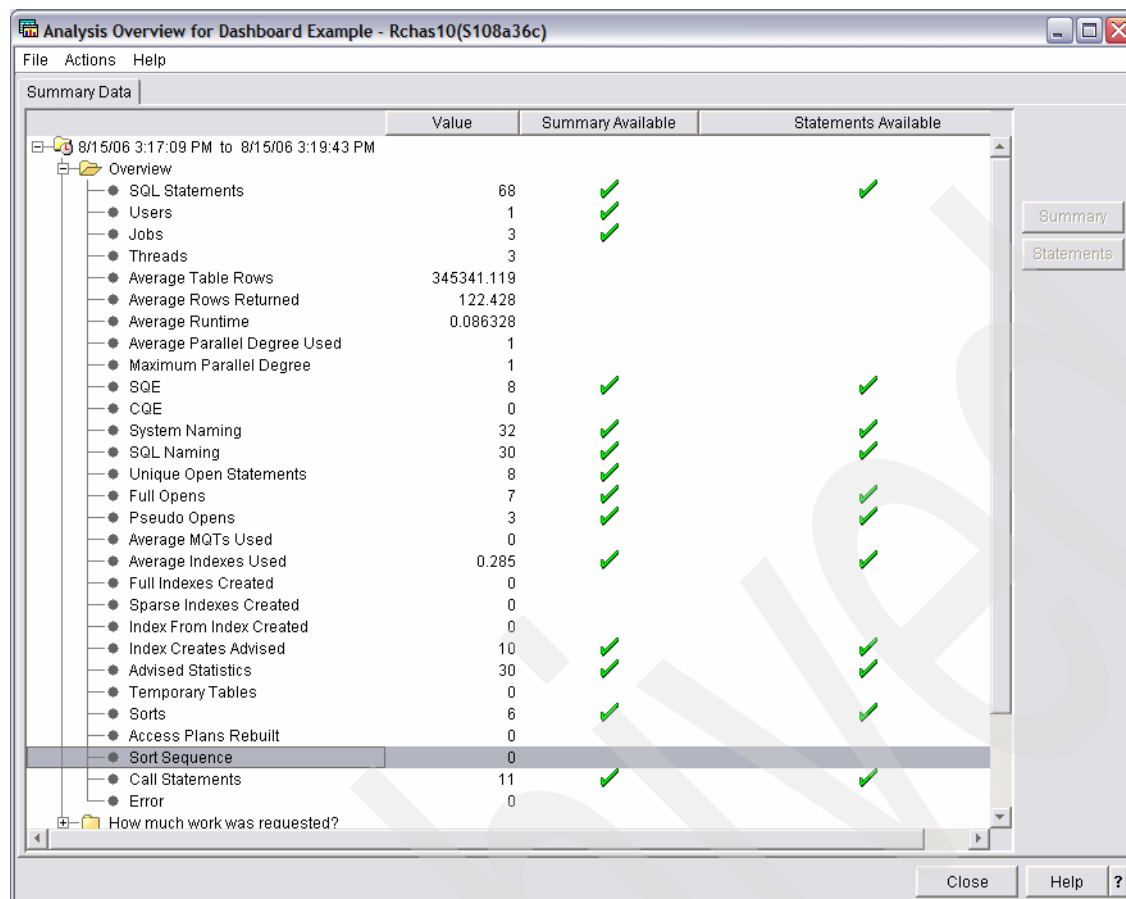 Analysis Overview for Dashboard Example - Rchas10(S108a36c)
File Actions Help
Summary Data
Value Summary Available Statements Available
8/15/06 3:17:09 PM to 8/15/06 3:19:43 PM
Overview
SQL Statements 68
Users 1
Jobs 3
Threads 3
Average Table Rows 345341.119
Average Rows Returned 122.428
Average Runtime 0.086328
Average Parallel Degree Used 1
Maximum Parallel Degree 1
SQE 8
CQE 0
System Naming 32
SQL Naming 30
Unique Open Statements 8
Full Opens 7
Pseudo Opens 3
Average MQTs Used 0
Average Indexes Used 0.285
Full Indexes Created 0
Sparse Indexes Created 0
Index From Index Created 0
Index Creates Advised 10
Advised Statistics 30
Temporary Tables 0
Sorts 6
Access Plans Rebuilt 0
Sort Sequence 0
Call Statements 11
Error 0
How much work was requested?
Summary
Statements
Close Help ?